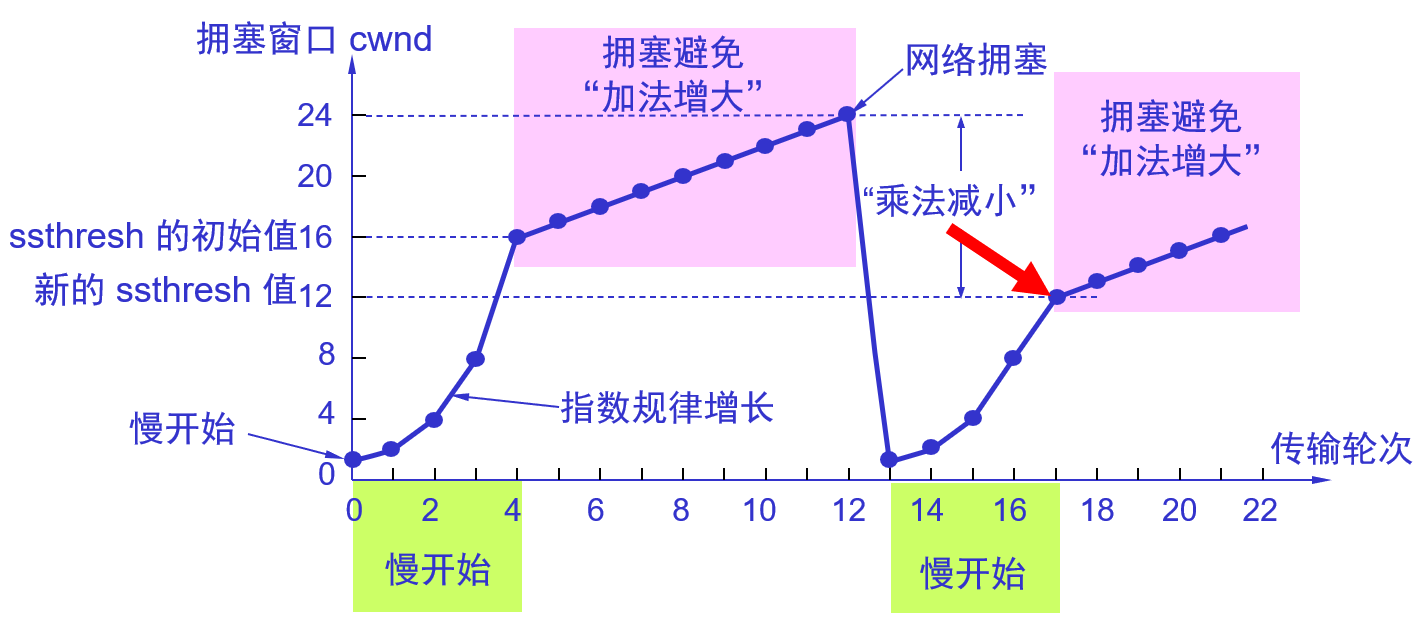 拥塞窗口 cwnd
拥塞避免
“加法增大”
网络拥塞
拥塞避免
“加法增大”
24
20
“乘法减小”
ssthresh 的初始值16
新的 ssthresh 值12
8
4
指数规律增长
慢开始
传输轮次
0
0 2 4 6 8 10 12 14 16 18 20 22
慢开始
慢开始